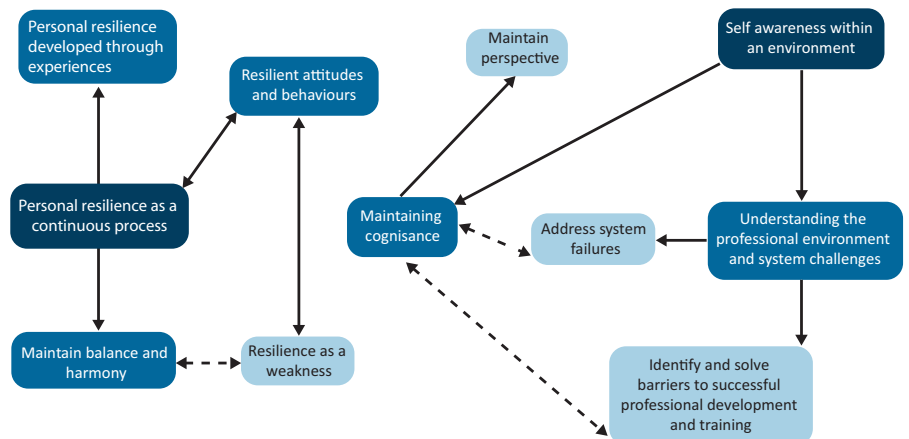 Personal resilience
developed through
experiences
Resilient attitudes
and behaviours
Personal resilience as a
continuous process
Maintain balance and
harmony
Resilience as a
weakness
Maintain
perspective
Self awareness within
an environment
Maintaining
cognisance
Address system
failures
Understanding the
professional environment
and system challenges
Identify and solve
barriers to successful
professional development
and training